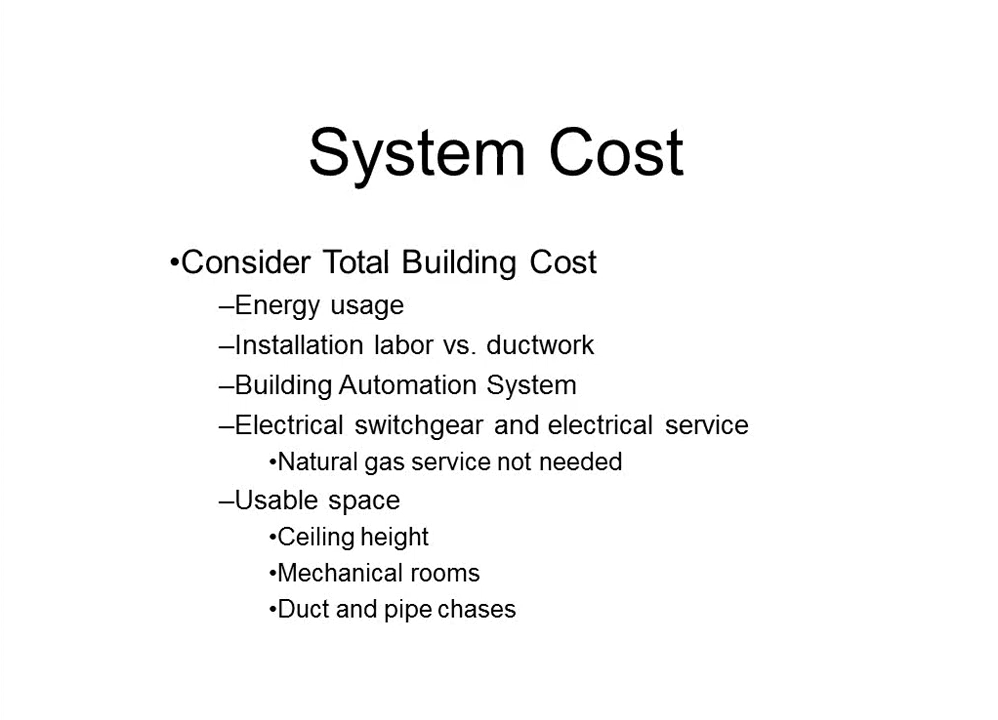 System Cost
•Consider Total Building Cost
–Energy usage
–Installation labor vs. ductwork
–Building Automation System
–Electrical switchgear and electrical service
•Natural gas service not needed
–Usable space
•Ceiling height
•Mechanical rooms
•Duct and pipe chases